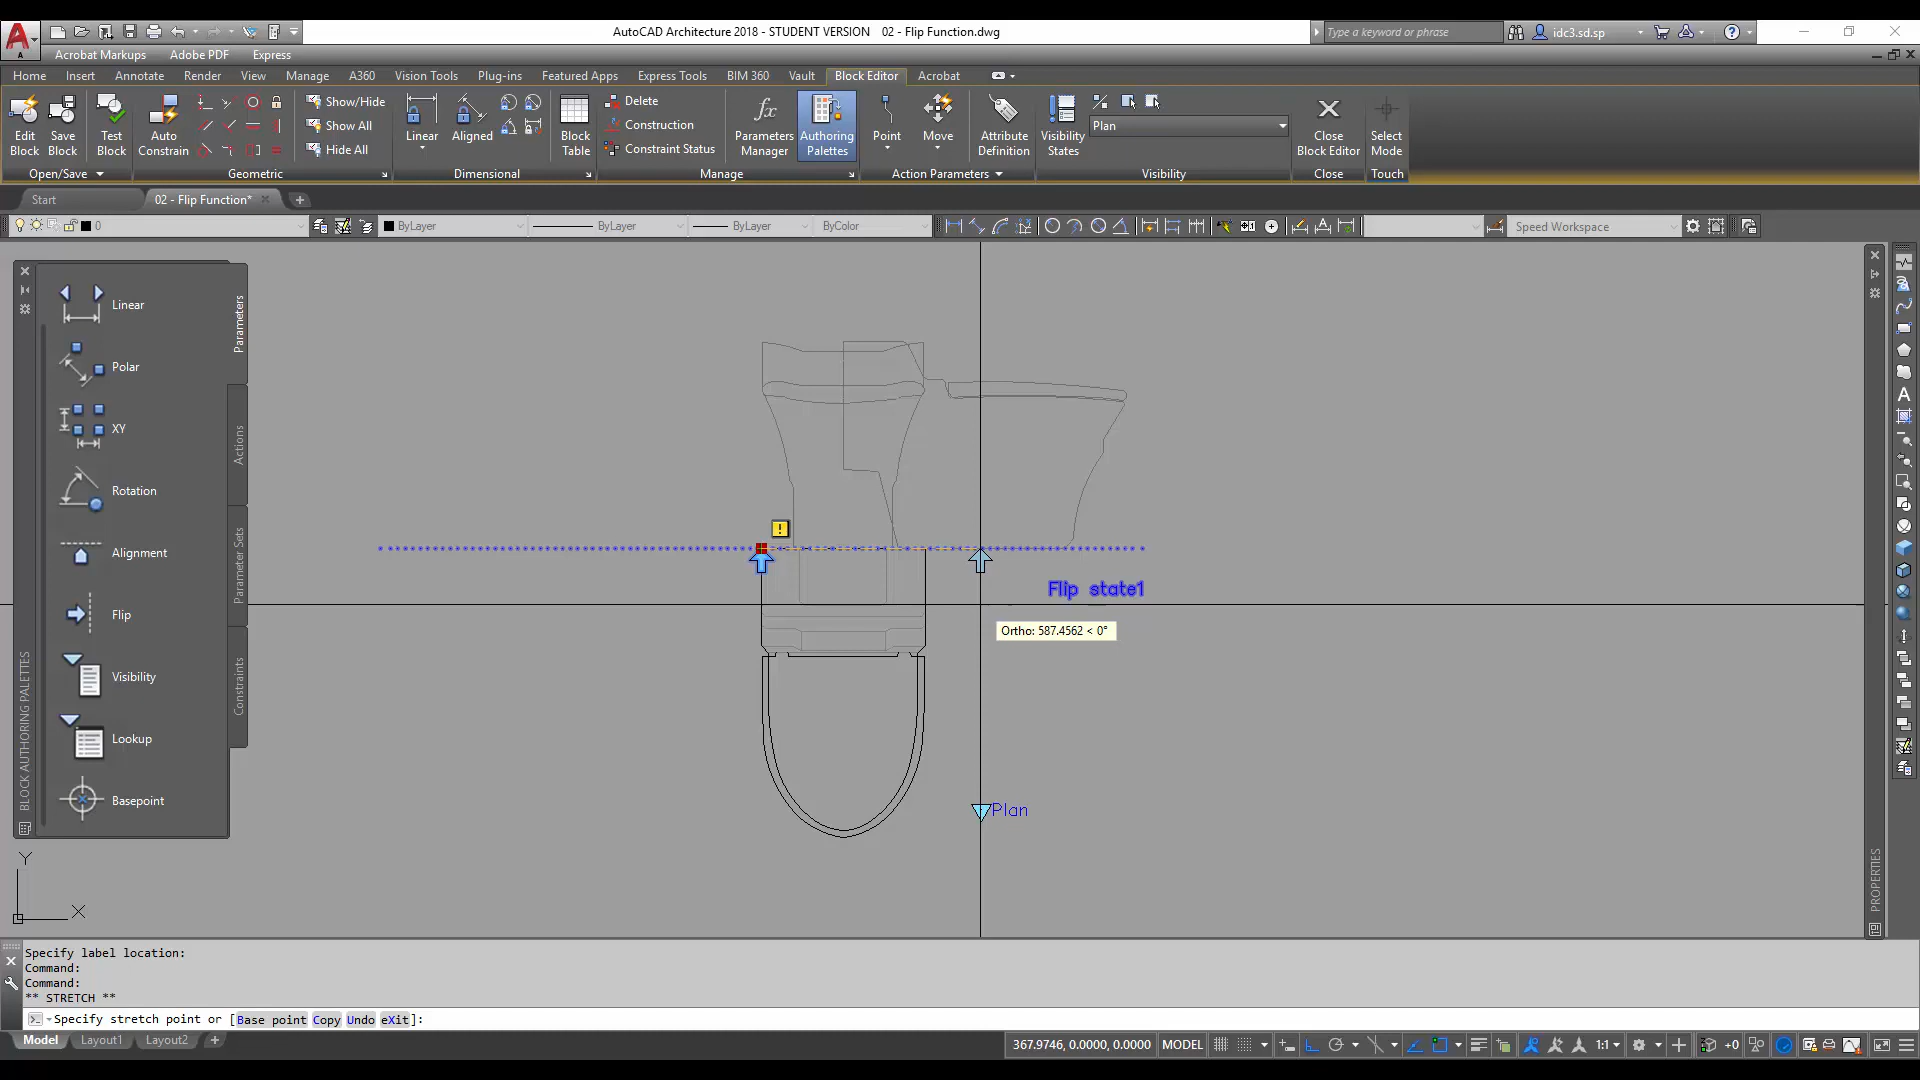 AutoCAD Architecture 2018 - STUDENT VERSION 02 - Flip Function.dwg
Type a keyword or phrase
idc3.sd.sp
A
Acrobat Markups Adobe PDF Express
Home Insert Annotate Render View Manage A360 Vision Tools Plug-ins Featured Apps Express Tools BIM 360 Vault Block Editor Acrobat
Edit Block
Save Block
Test Block
Auto Constrain
Show/Hide
Show All
Hide All
Linear
Aligned
Block Table
Delete
Construction
Constraint Status
fx
Parameters Manager
Authoring Palettes
Point
Move
Attribute Definition
Visibility States
Plan
Close Block Editor
Select Mode
Open/Save Geometric Dimensional Manage Action Parameters Visibility Close Touch
Start 02 - Flip Function*
0 ByLayer ByLayer ByLayer ByColor Speed Workspace
Linear
Polar
XY
Rotation
Alignment
Flip
Visibility
Lookup
Basepoint
Parameters
Actions
Parameter Sets
Constraints
BLOCK AUTHORING PALETTES
!
Flip state1
Ortho: 587.4562 < 0°
Plan
Y
X
PROPERTIES
Specify label location:
Command:
Command:
** STRETCH **
Specify stretch point or [Base point Copy Undo eXit]:
Model Layout1 Layout2
367.9746, 0.0000, 0.0000 MODEL 1:1 +0